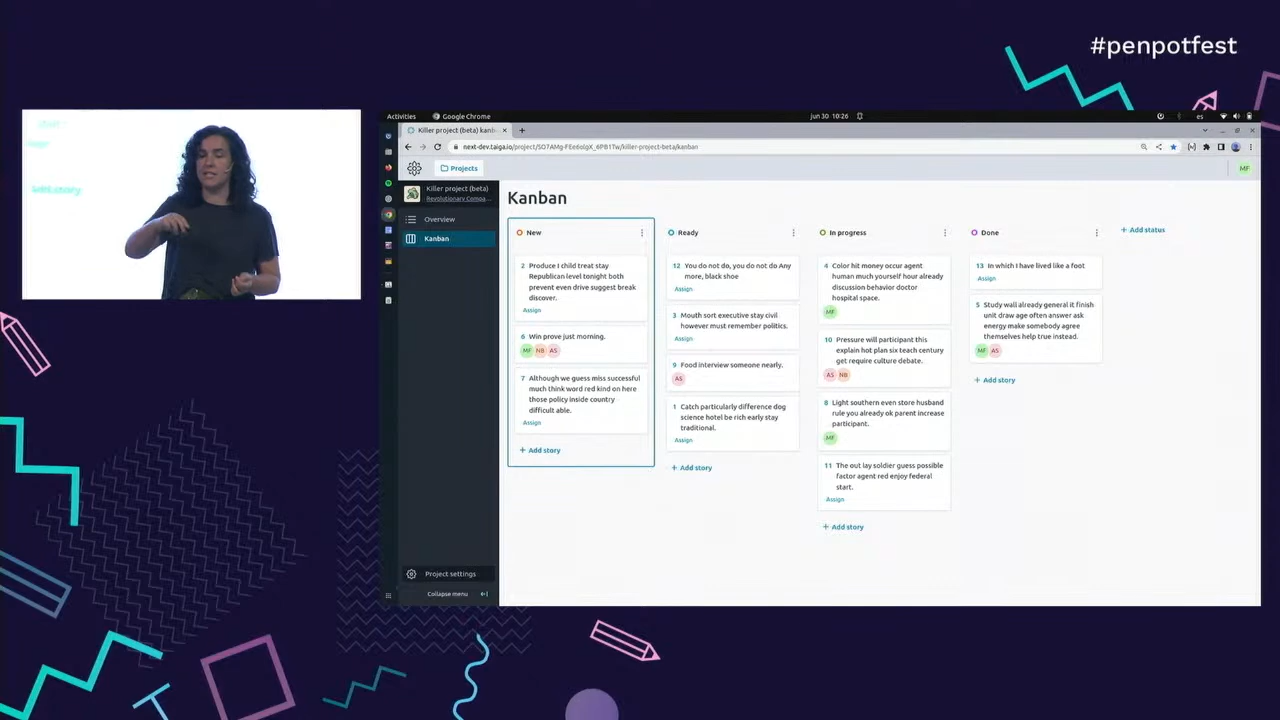 #penpotfest
Activities
Google Chrome
Jun 30 10:26
es
Killer project (beta) kanb
next-dev.taiga.io/project/SO7AMg-FEe6olgX_6PB1Tw/killer-project-beta/kanban
Projects
MF
Killer project (beta)
Revolutionary Compa...
Overview
Kanban
Project settings
Collapse menu
Kanban
New
2 Produce I child treat stay
Republican level tonight both
prevent even drive suggest break
discover.
Assign
6 Win prove just morning.
MF NB AS
7 Although we guess miss successful
much think word red kind on here
those policy inside country
difficult able.
Assign
+ Add story
Ready
12 You do not do, you do not do Any
more, black shoe
Assign
3 Mouth sort executive stay civil
however must remember politics.
Assign
9 Food interview someone nearly.
AS
1 Catch particularly difference dog
science hotel be rich early stay
traditional.
Assign
+ Add story
In progress
4 Color hit money occur agent
human much yourself hour already
discussion behavior doctor
hospital space.
MF
10 Pressure will participant this
explain hot plan six teach century
get require culture debate.
AS NB
8 Light southern even store husband
rule you already ok parent increase
participant.
MF
11 The out lay soldier guess possible
factor agent red enjoy federal
start.
Assign
+ Add story
Done
13 In which I have lived like a foot
Assign
5 Study wall already general it finish
unit draw age often answer ask
energy make somebody agree
themselves help true instead.
MF AS
+ Add story
+ Add status